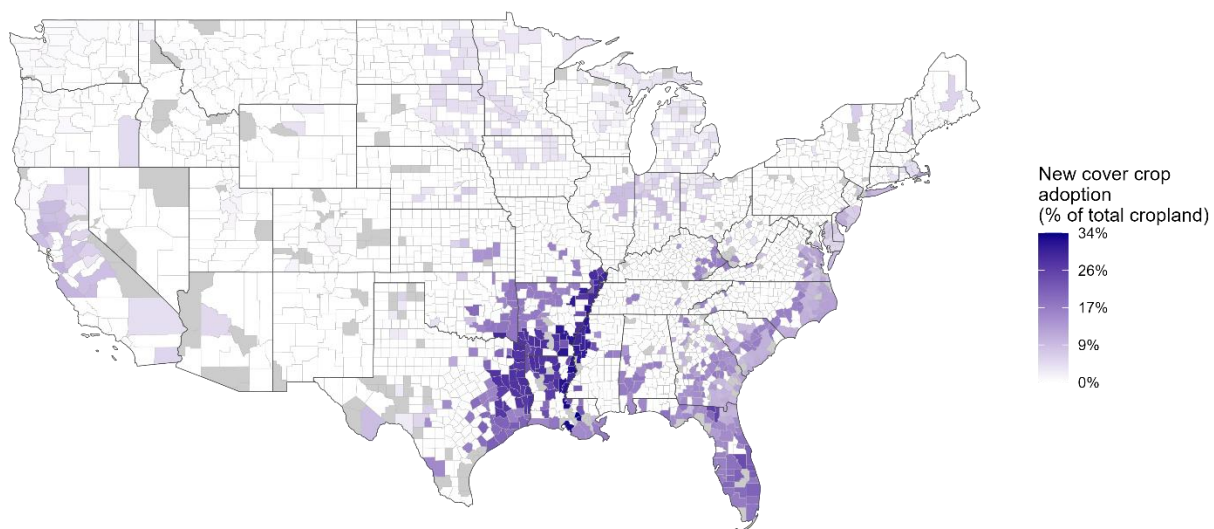 New cover crop
adoption
(% of total cropland)
34%
26%
17%
9%
0%